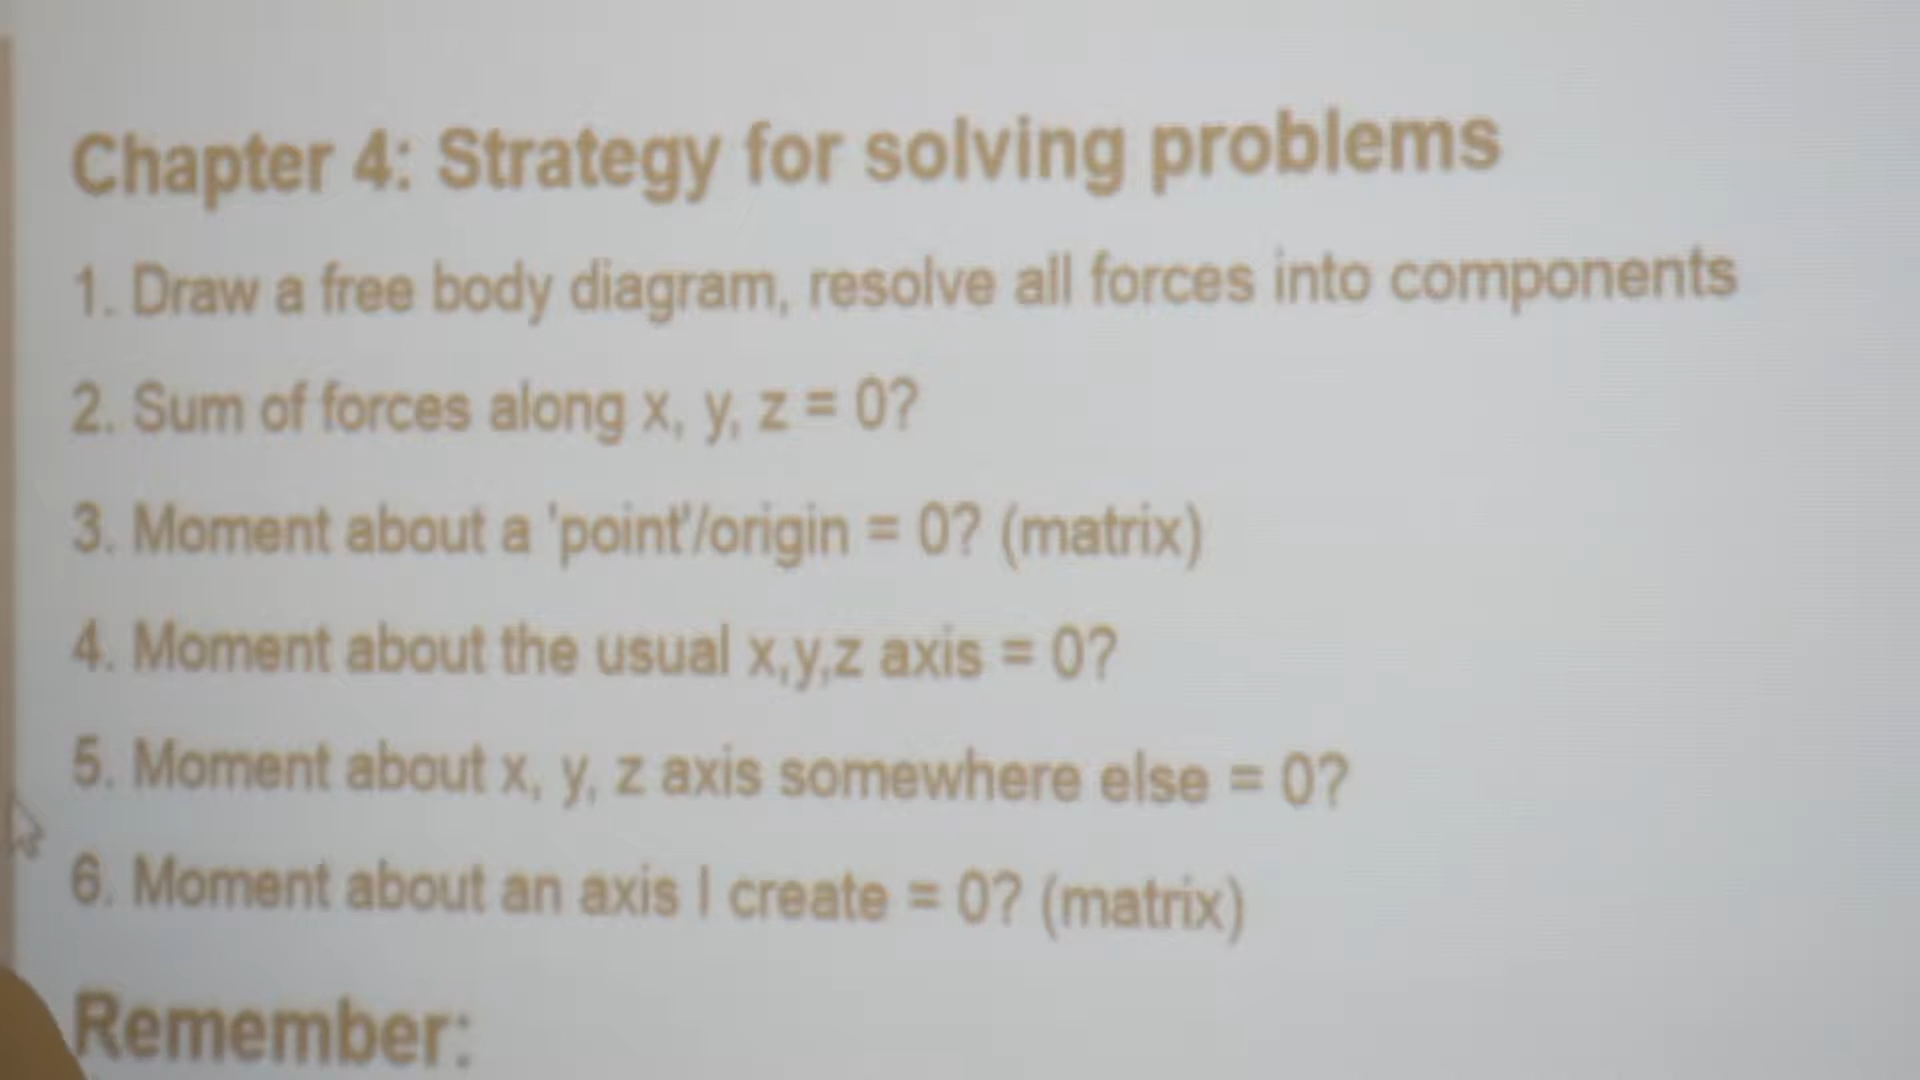 Chapter 4: Strategy for solving problems
1. Draw a free body diagram, resolve all forces into components
2. Sum of forces along x, y, z = 0?
3. Moment about a 'point'/origin = 0? (matrix)
4. Moment about the usual x,y,z axis = 0?
5. Moment about x, y, z axis somewhere else = 0?
6. Moment about an axis I create = 0? (matrix)
Remember: